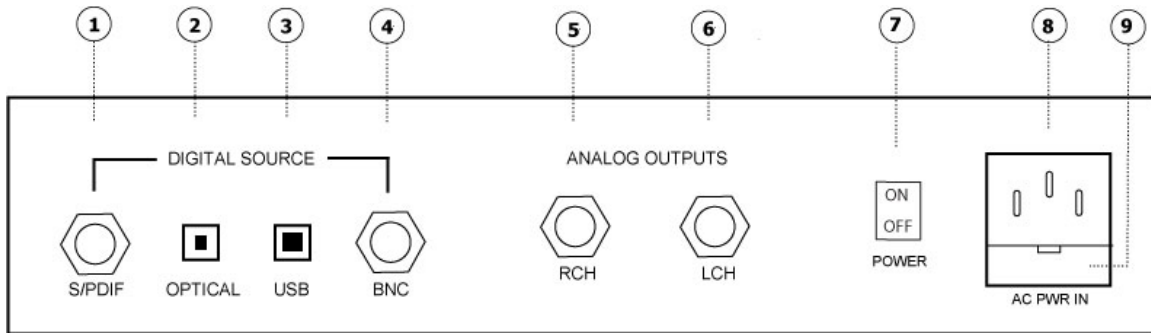 1 2 3 4 5 6 7 8 9
DIGITAL SOURCE ANALOG OUTPUTS
ON
OFF
S/PDIF OPTICAL USB BNC RCH LCH POWER AC PWR IN